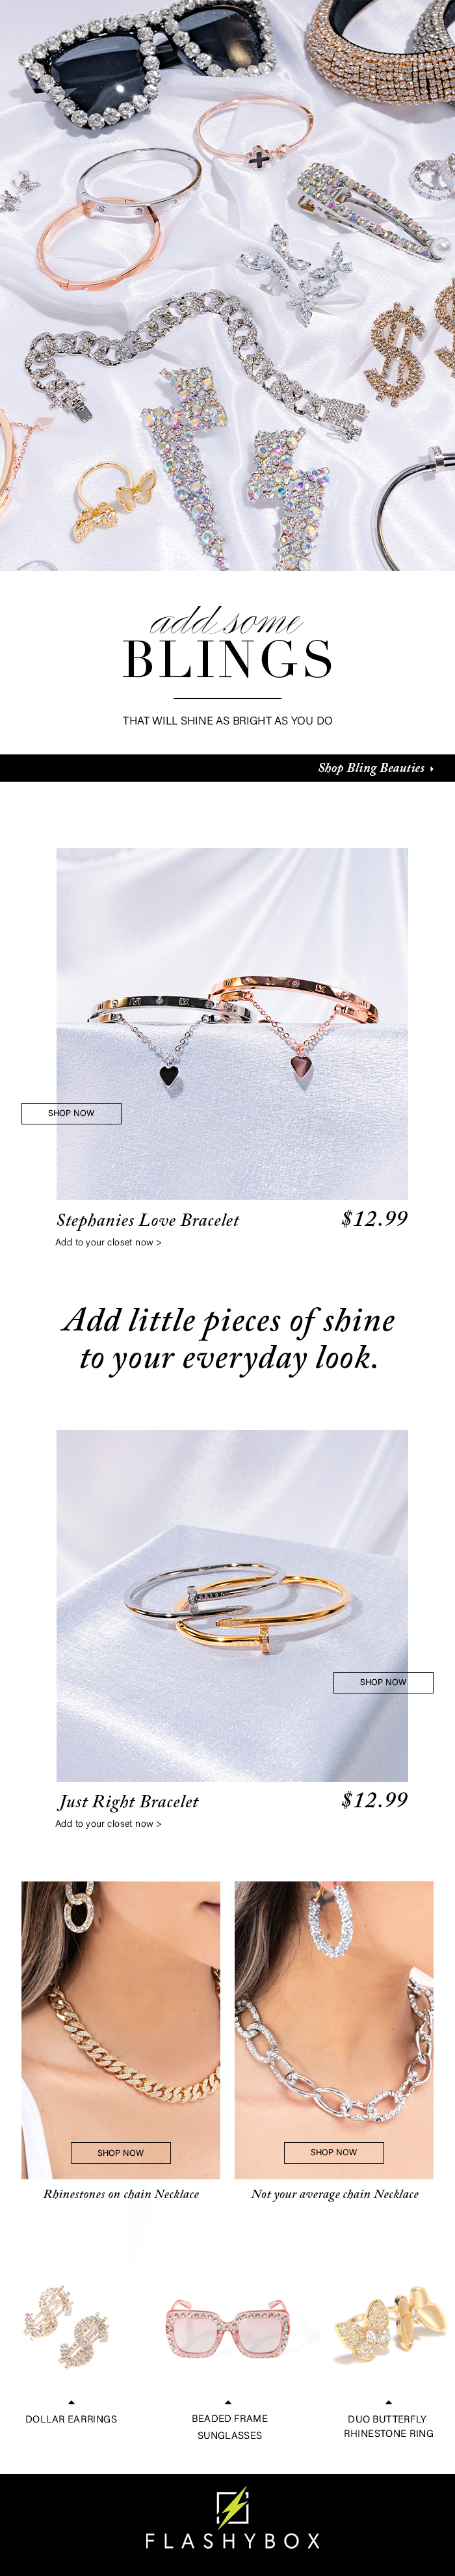 add some
BLINGS
THAT WILL SHINE AS BRIGHT AS YOU DO
Shop Bling Beauties
SHOP NOW
Stephanies Love Bracelet
$12.99
Add to your closet now >
Add little pieces of shine
to your everyday look.
SHOP NOW
Just Right Bracelet
$12.99
Add to your closet now >
SHOP NOW
SHOP NOW
Rhinestones on chain Necklace
Not your average chain Necklace
DOLLAR EARRINGS
BEADED FRAME
SUNGLASSES
DUO BUTTERFLY
RHINESTONE RING
FLASHYBOX